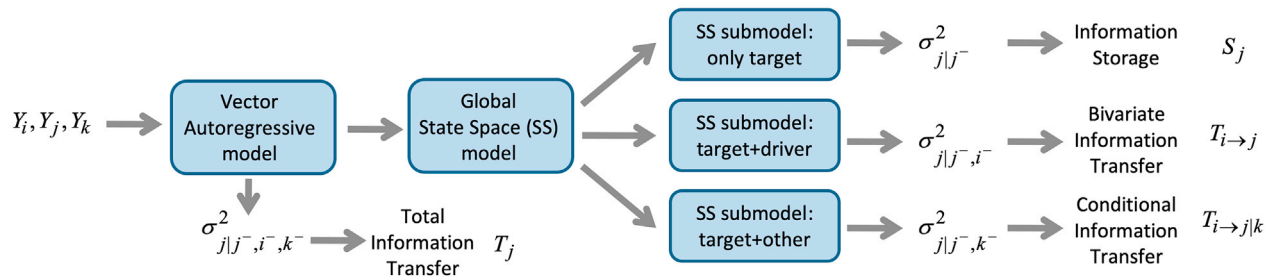 Y_i, Y_j, Y_k
Vector
Autoregressive
model
Global
State Space (SS)
model
SS submodel:
only target
σ²_{j|j⁻}
Information
Storage
S_j
SS submodel:
target+driver
σ²_{j|j⁻,i⁻}
Bivariate
Information
Transfer
T_{i→j}
SS submodel:
target+other
σ²_{j|j⁻,k⁻}
Conditional
Information
Transfer
T_{i→j|k}
σ²_{j|j⁻,i⁻,k⁻}
Total
Information
Transfer
T_j